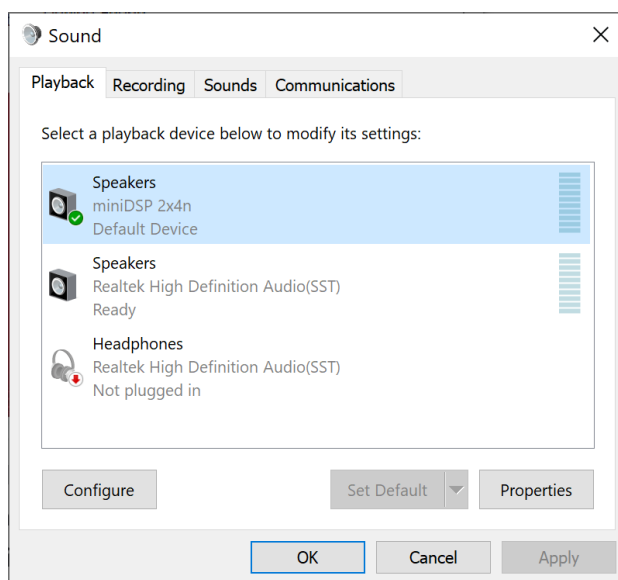 Sound
Playback Recording Sounds Communications
Select a playback device below to modify its settings:
Speakers
miniDSP 2x4n
Default Device
Speakers
Realtek High Definition Audio(SST)
Ready
Headphones
Realtek High Definition Audio(SST)
Not plugged in
Configure Set Default Properties
OK Cancel Apply